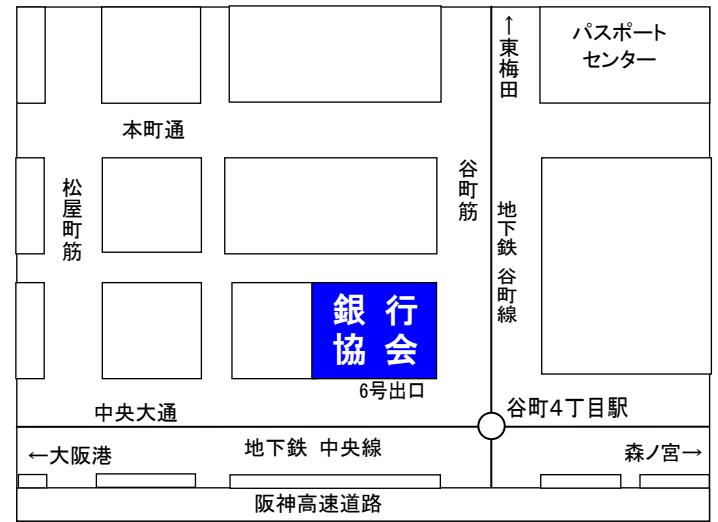 ↑東梅田
パスポート
センター
本町通
松屋町筋
谷町筋
地下鉄 谷町線
銀 行
協 会
6号出口
中央大通
谷町4丁目駅
←大阪港
地下鉄 中央線
森ノ宮→
阪神高速道路